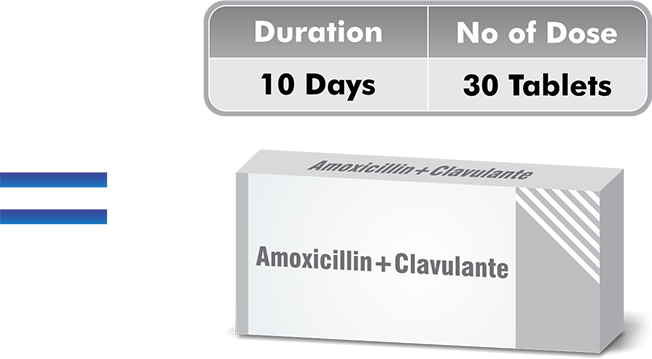 Duration No of Dose
10 Days 30 Tablets
Amoxicillin+Clavulante
Amoxicillin+Clavulante